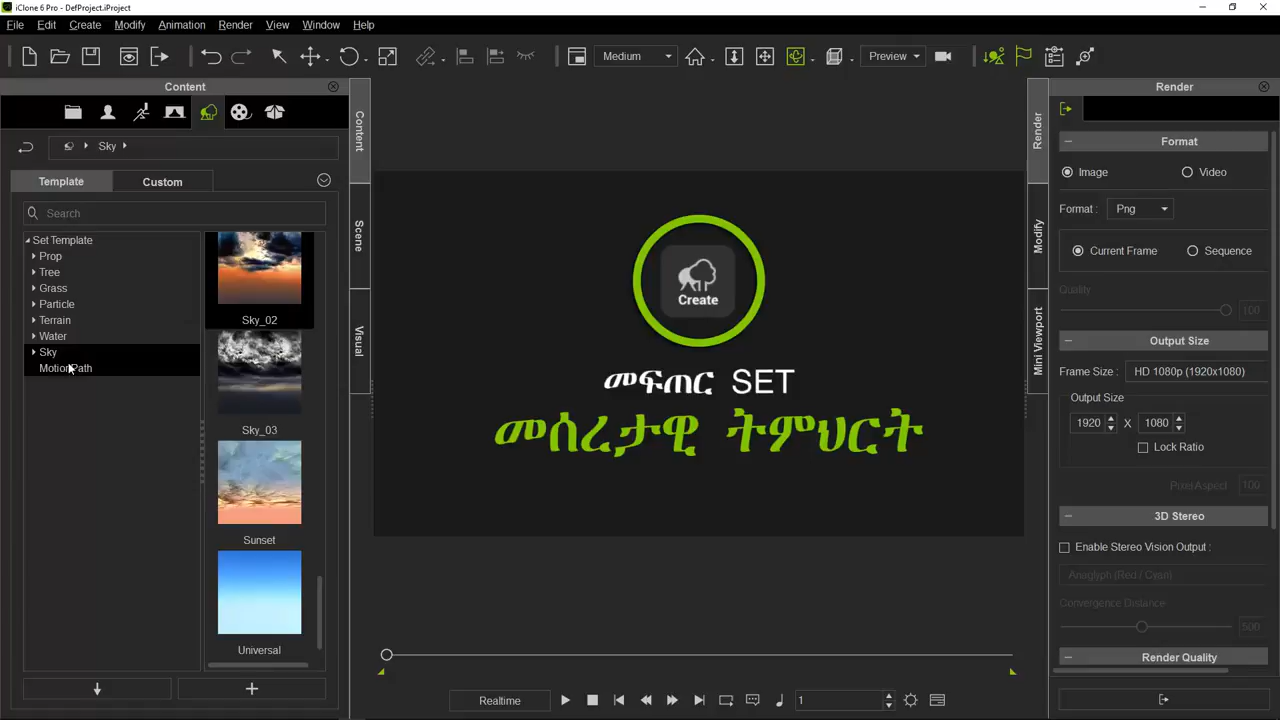 iClone 6 Pro - DefProject.iProject
File Edit Create Modify Animation Render View Window Help
Medium
Preview
Content
Render
Sky
Template Custom
Search
Set Template
Prop
Tree
Grass
Particle
Terrain
Water
Sky
MotionPath
Sky_02
Sky_03
Sunset
Universal
Content
Scene
Visual
Create
መፍጠር SET
መሰረታዊ ትምህርት
Realtime
1
Render
Modify
Mini Viewport
Format
Image Video
Format : Png
Current Frame Sequence
Quality
100
Output Size
Frame Size : HD 1080p (1920x1080)
Output Size
1920 X 1080
Lock Ratio
Pixel Aspect 100
3D Stereo
Enable Stereo Vision Output :
Anaglyph (Red / Cyan)
Convergence Distance
500
Render Quality